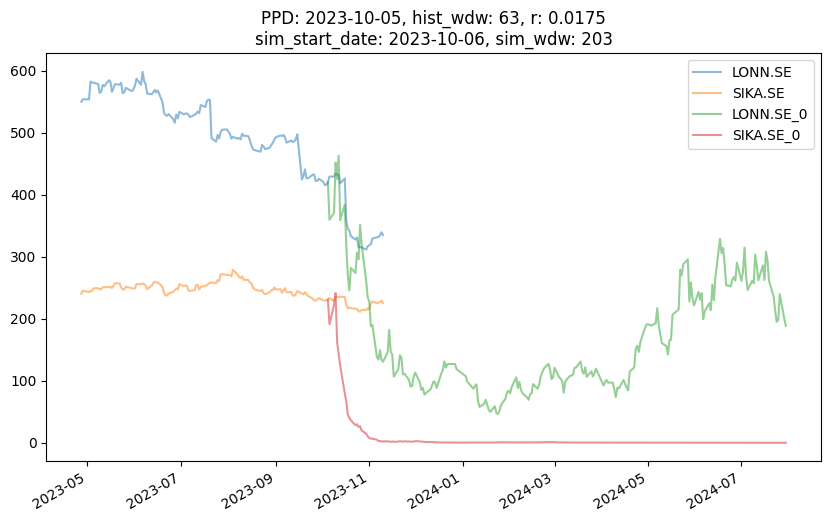 PPD: 2023-10-05, hist_wdw: 63, r: 0.0175
sim_start_date: 2023-10-06, sim_wdw: 203
LONN.SE
SIKA.SE
LONN.SE_0
SIKA.SE_0
600
500
400
300
200
100
0
2023-05
2023-07
2023-09
2023-11
2024-01
2024-03
2024-05
2024-07